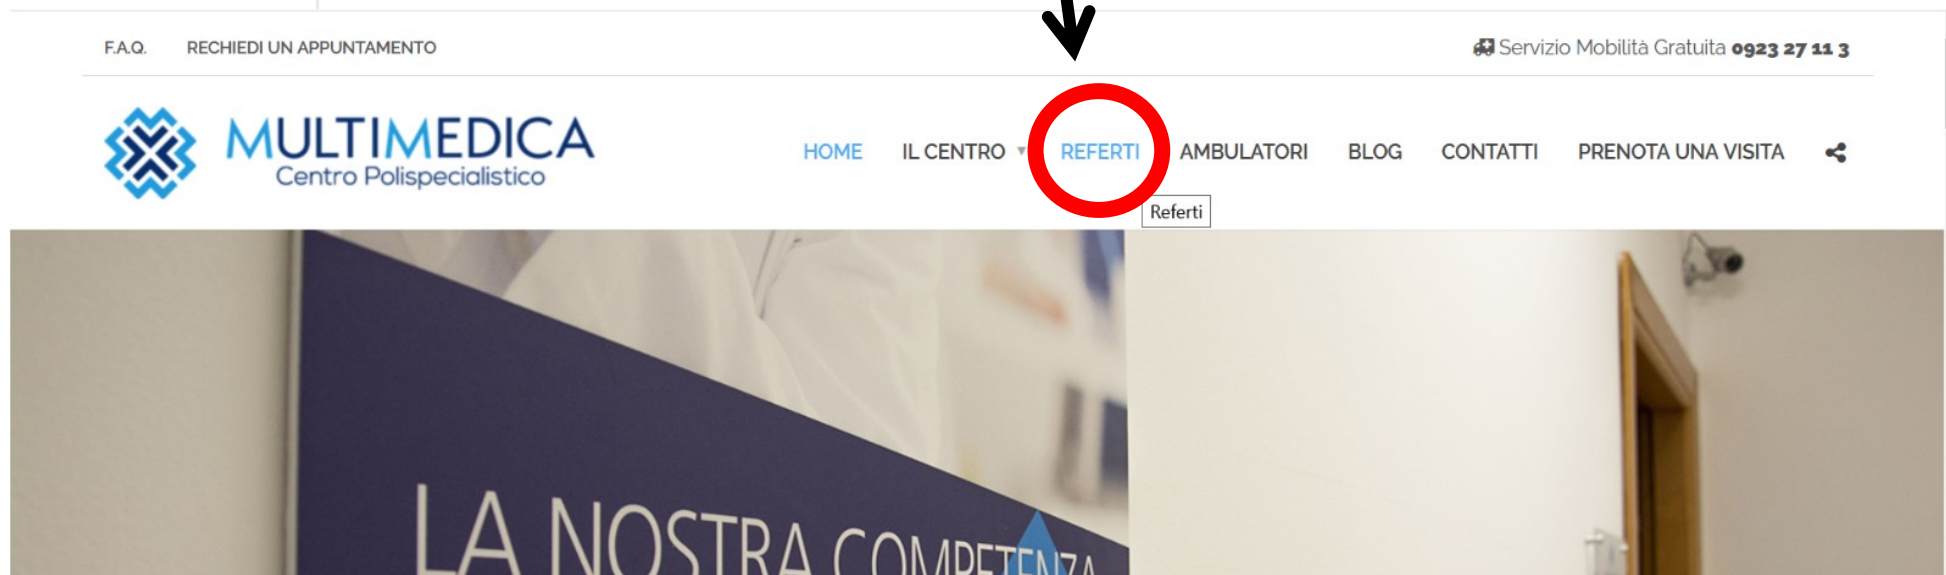 F.A.Q. RECHIEDI UN APPUNTAMENTO Servizio Mobilità Gratuita 0923 27 11 3
MULTIMEDICA
Centro Polispecialistico
HOME IL CENTRO REFERTI AMBULATORI BLOG CONTATTI PRENOTA UNA VISITA
Referti
LA NOSTRA COMPETENZA